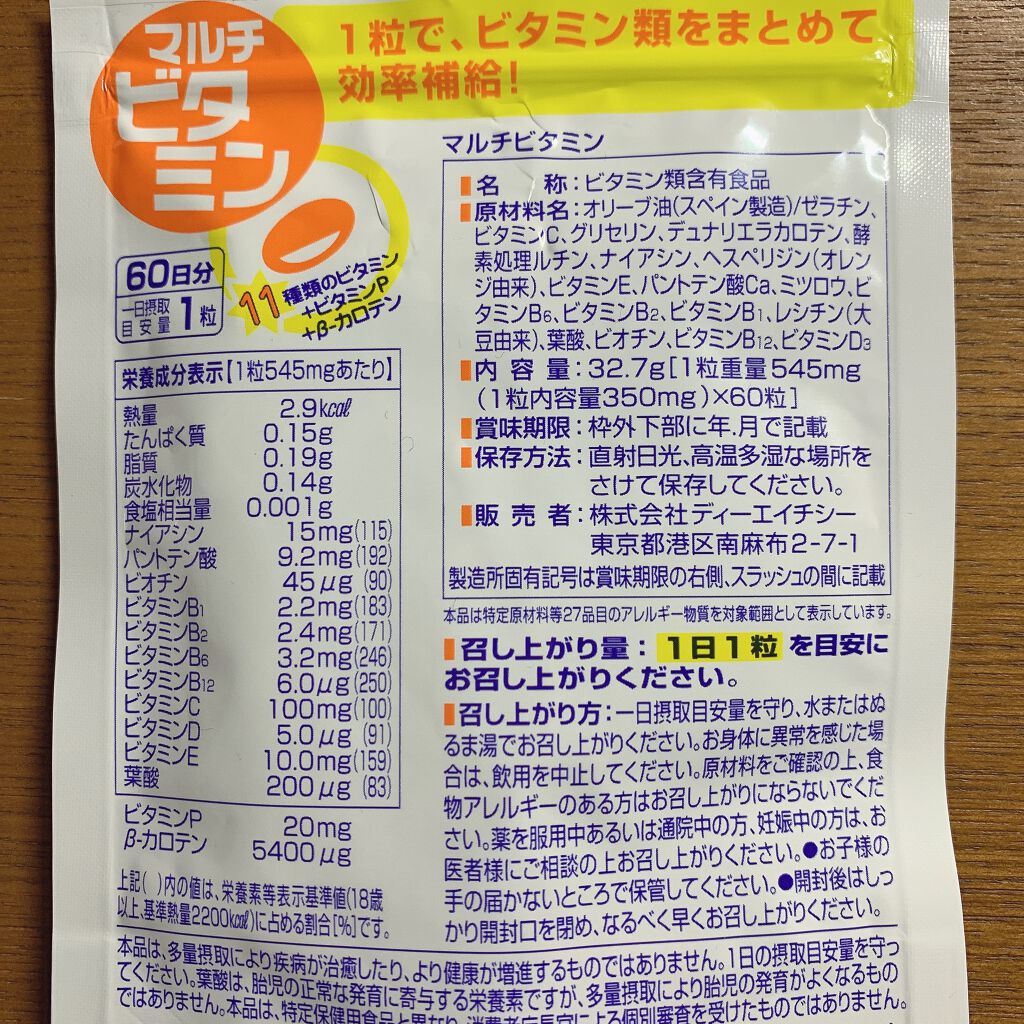 マルチ
ビタ
ミン
1粒で、ビタミン類をまとめて
効率補給!
60日分
一日摂取
目安量 1粒
11種類のビタミン
+ビタミンP
+β-カロテン
栄養成分表示【1粒545mgあたり】
熱量 2.9kcal
たんぱく質 0.15g
脂質 0.19g
炭水化物 0.14g
食塩相当量 0.001g
ナイアシン 15mg(115)
パントテン酸 9.2mg(192)
ビオチン 45μg(90)
ビタミンB1 2.2mg(183)
ビタミンB2 2.4mg(171)
ビタミンB6 3.2mg(246)
ビタミンB12 6.0μg(250)
ビタミンC 100mg(100)
ビタミンD 5.0μg(91)
ビタミンE 10.0mg(159)
葉酸 200μg(83)
ビタミンP 20mg
β-カロテン 5400μg
上記( )内の値は、栄養素等表示基準値(18歳
以上、基準熱量2200kcal)に占める割合[%]です。
マルチビタミン
名 称:ビタミン類含有食品
原材料名:オリーブ油(スペイン製造)/ゼラチン、
ビタミンC、グリセリン、デュナリエラカロテン、酵
素処理ルチン、ナイアシン、ヘスペリジン(オレン
ジ由来)、ビタミンE、パントテン酸Ca、ミツロウ、ビ
タミンB6、ビタミンB2、ビタミンB1、レシチン(大
豆由来)、葉酸、ビオチン、ビタミンB12、ビタミンD3
内 容 量:32.7g[1粒重量545mg
(1粒内容量350mg)×60粒]
賞味期限:枠外下部に年.月で記載
保存方法:直射日光、高温多湿な場所を
さけて保存してください。
販 売 者:株式会社ディーエイチシー
東京都港区南麻布2-7-1
製造所固有記号は賞味期限の右側、スラッシュの間に記載
本品は特定原材料等27品目のアレルギー物質を対象範囲として表示しています。
召し上がり量:1日1粒を目安に
お召し上がりください。
召し上がり方:一日摂取目安量を守り、水またはぬ
るま湯でお召し上がりください。お身体に異常を感じた場
合は、飲用を中止してください。原材料をご確認の上、食
物アレルギーのある方はお召し上がりにならないでくだ
さい。薬を服用中あるいは通院中の方、妊娠中の方は、お
医者様にご相談の上お召し上がりください。●お子様の
手の届かないところで保管してください。●開封後はしっ
かり開封口を閉め、なるべく早くお召し上がりください。
本品は、多量摂取により疾病が治癒したり、より健康が増進するものではありません。1日の摂取目安量を守っ
てください。葉酸は、胎児の正常な発育に寄与する栄養素ですが、多量摂取により胎児の発育がよくなるもの
ではありません。本品は、特定保健用食品と異なり、消費者庁長官による個別審査を受けたものではありません。